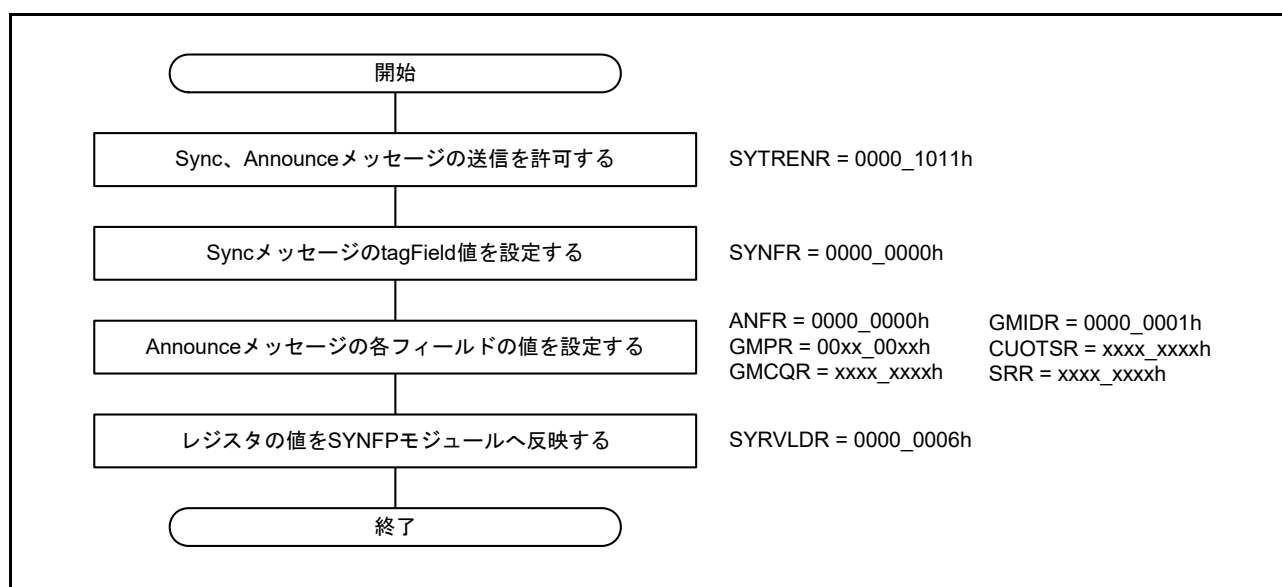 開始
Sync、Announceメッセージの送信を許可する
SYTRENR = 0000_1011h
SyncメッセージのtagField値を設定する
SYNFR = 0000_0000h
Announceメッセージの各フィールドの値を設定する
ANFR = 0000_0000h
GMPR = 00xx_00xxh
GMCQR = xxxx_xxxxh
GMIDR = 0000_0001h
CUOTSR = xxxx_xxxxh
SRR = xxxx_xxxxh
レジスタの値をSYNFPモジュールへ反映する
SYRVLDR = 0000_0006h
終了